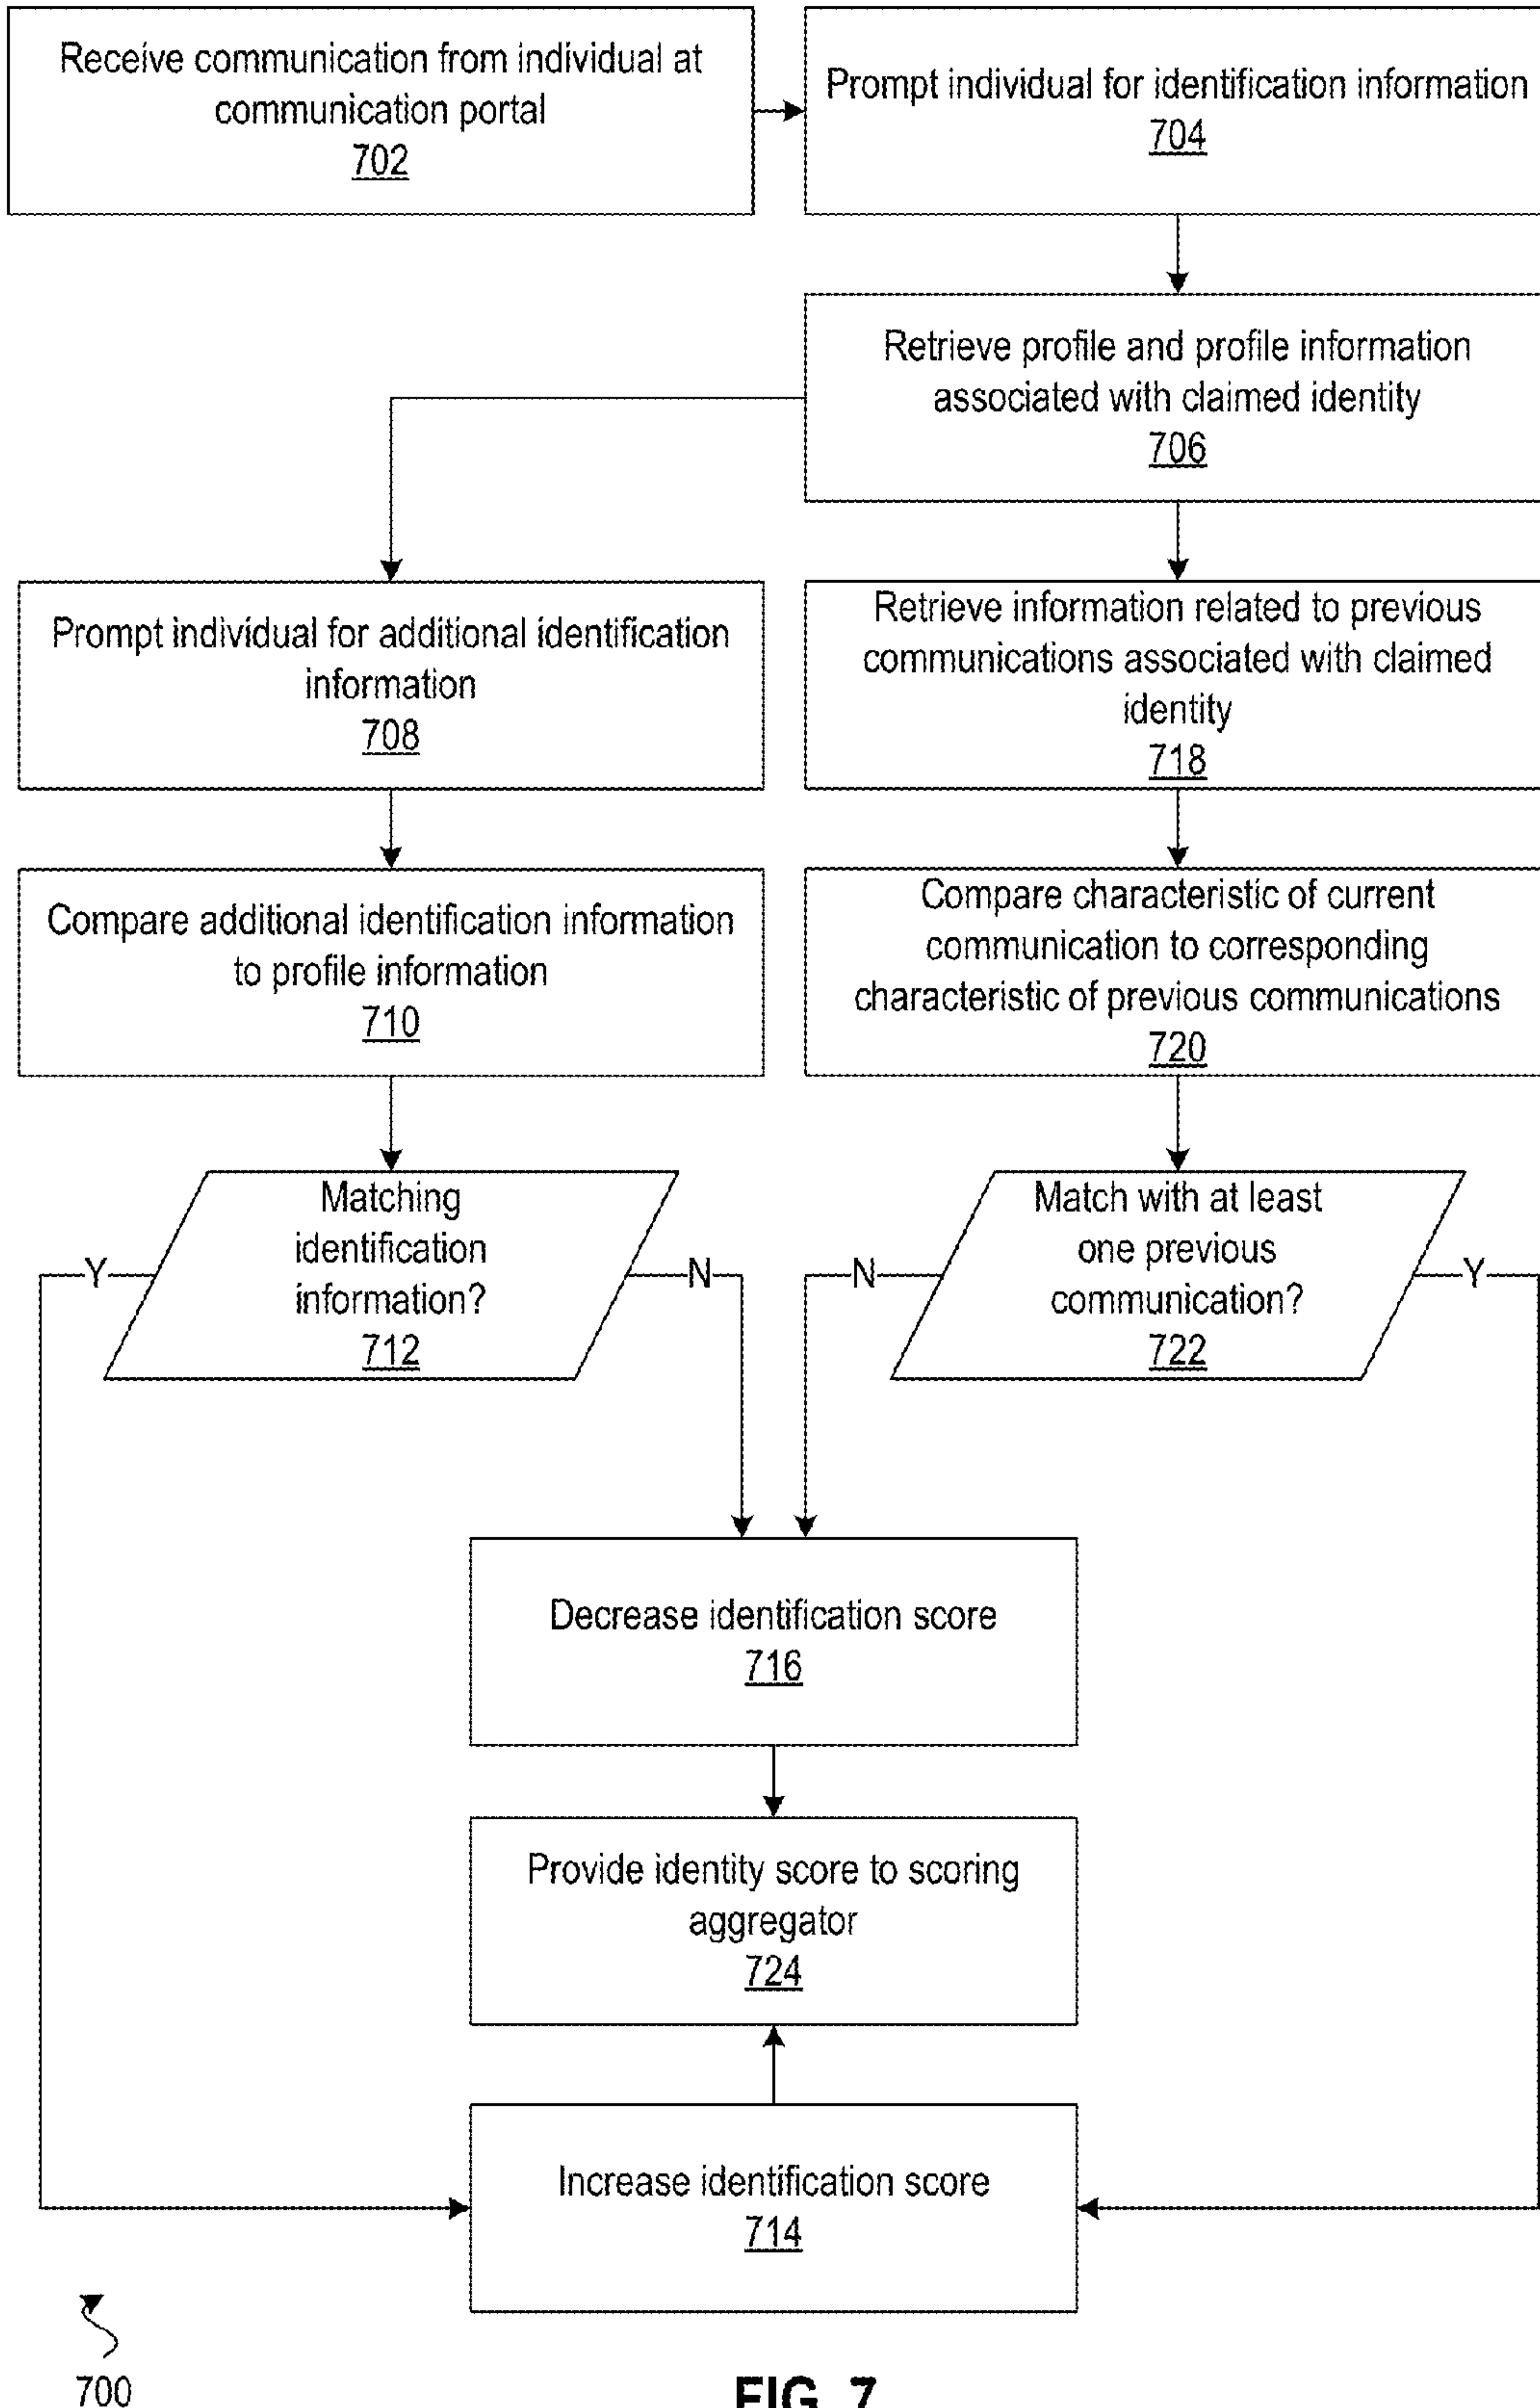 Receive communication from individual at
communication portal
702
Prompt individual for identification information
704
Retrieve profile and profile information
associated with claimed identity
706
Prompt individual for additional identification
information
708
Retrieve information related to previous
communications associated with claimed
identity
718
Compare additional identification information
to profile information
710
Compare characteristic of current
communication to corresponding
characteristic of previous communications
720
Matching
identification
information?
712
Y
N
Match with at least
one previous
communication?
722
N
Y
Decrease identification score
716
Provide identity score to scoring
aggregator
724
Increase identification score
714
700
FIG. 7